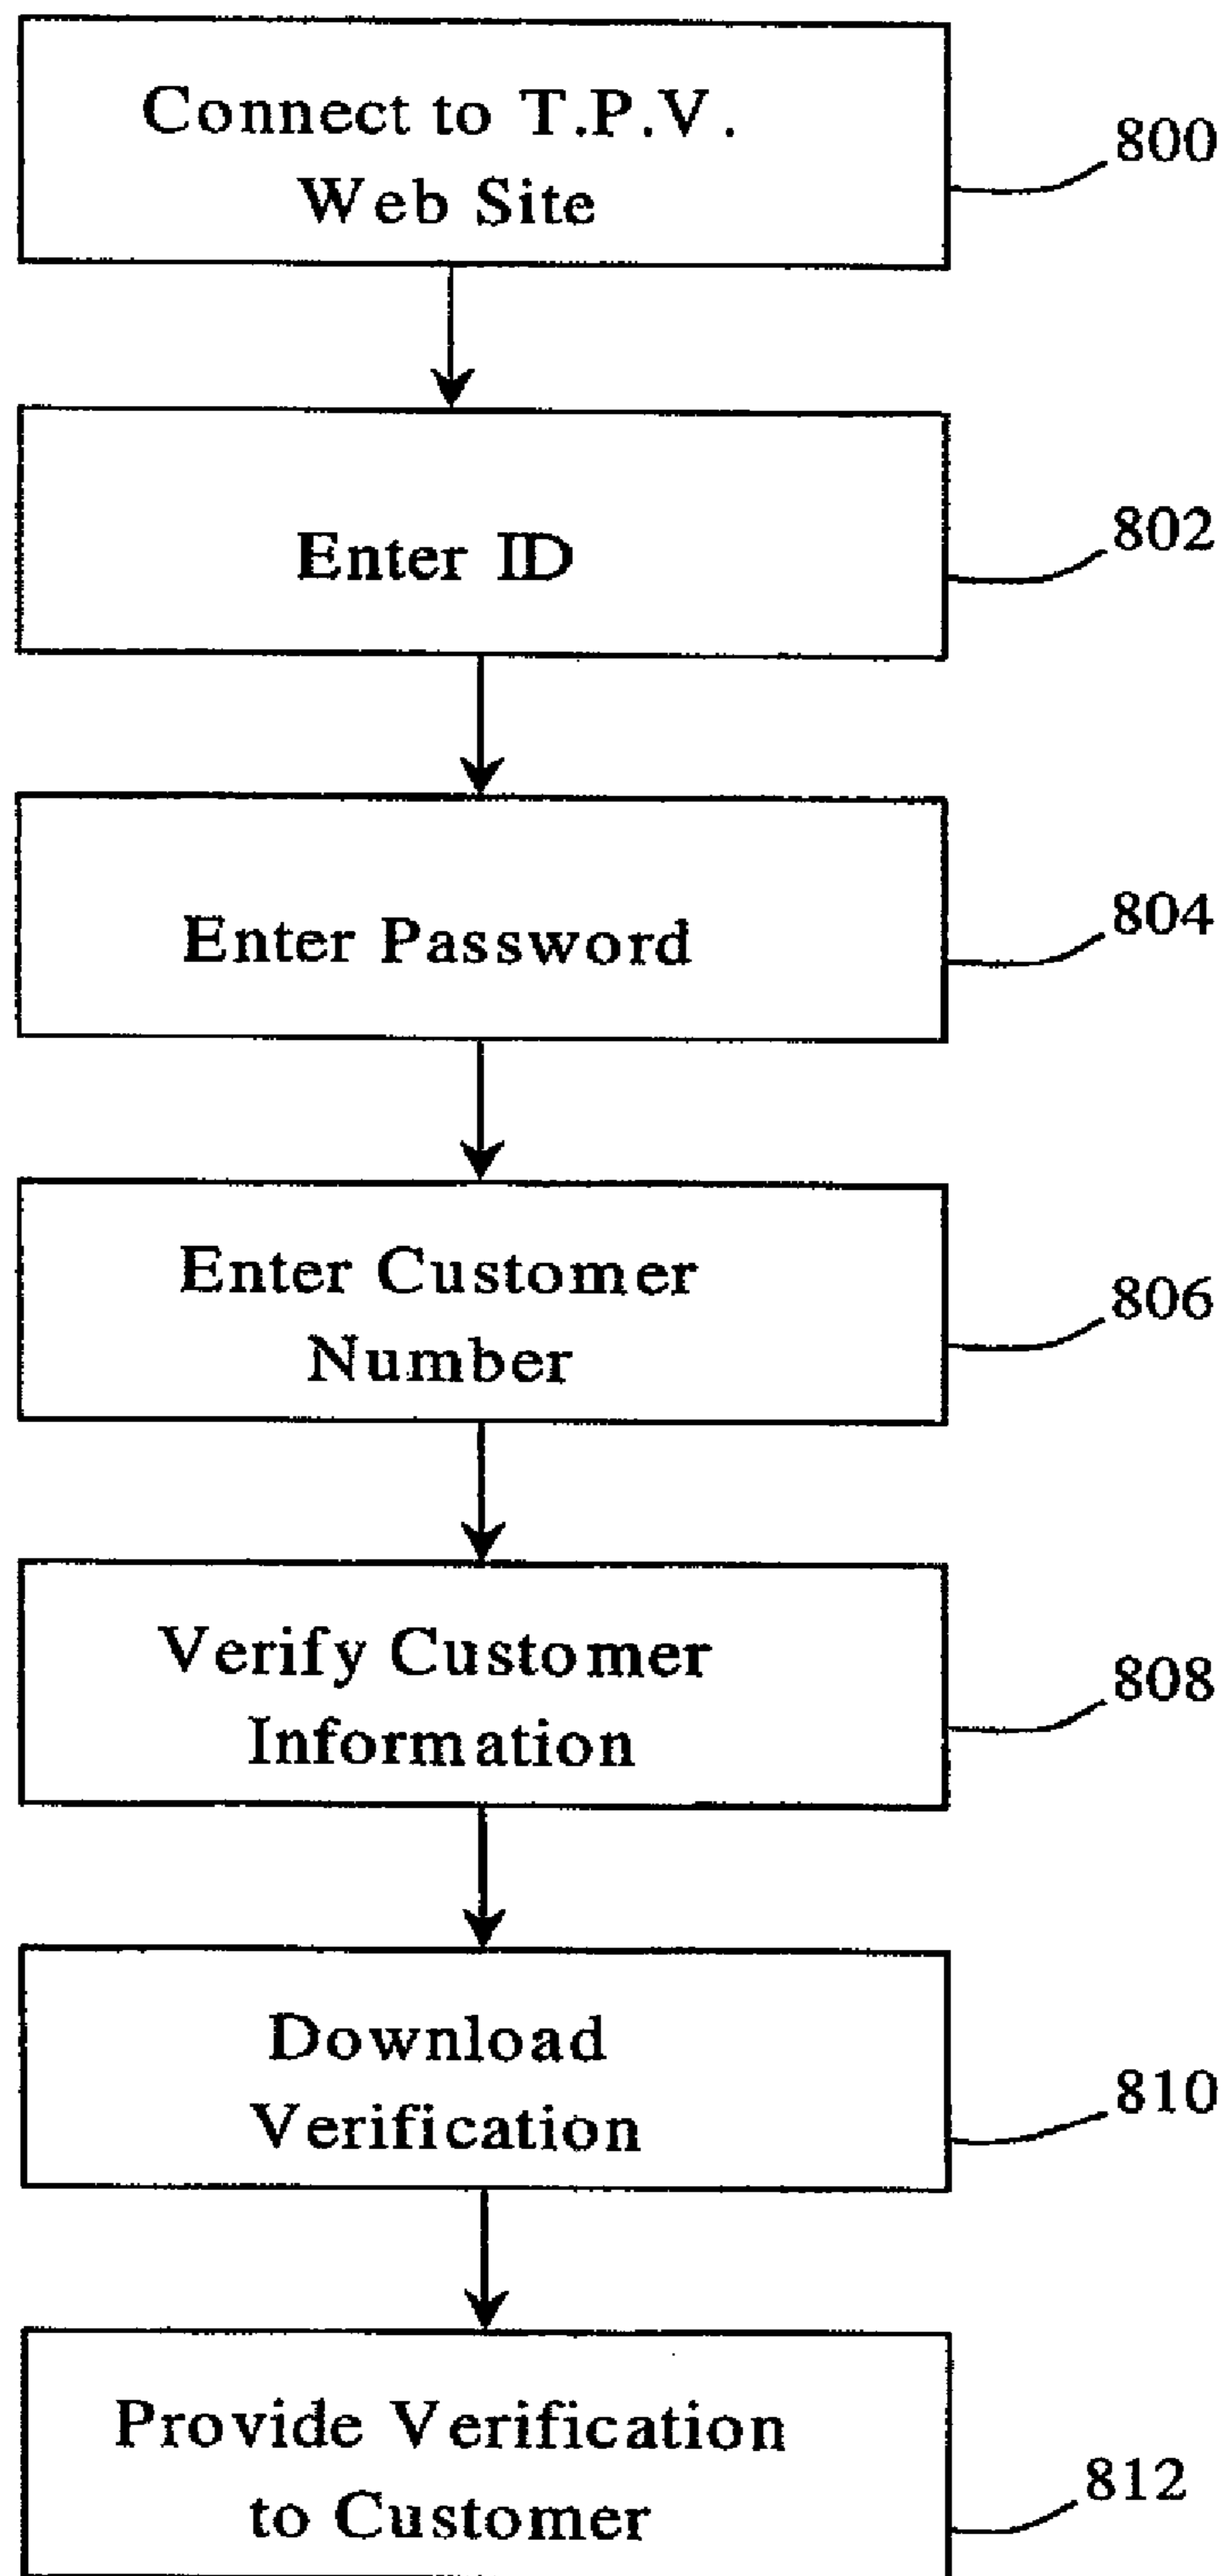 Connect to T.P.V.
Web Site
800
Enter ID
802
Enter Password
804
Enter Customer
Number
806
Verify Customer
Information
808
Download
Verification
810
Provide Verification
to Customer
812